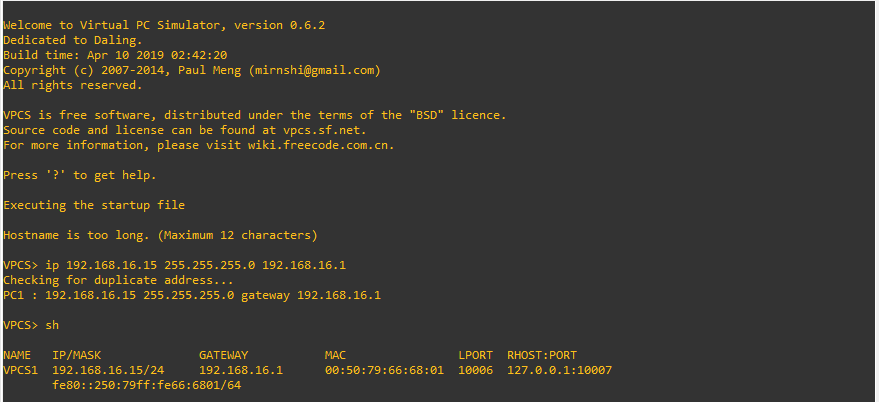 Welcome to Virtual PC Simulator, version 0.6.2
Dedicated to Daling.
Build time: Apr 10 2019 02:42:20
Copyright (c) 2007-2014, Paul Meng (mirnshi@gmail.com)
All rights reserved.
VPCS is free software, distributed under the terms of the "BSD" licence.
Source code and license can be found at vpcs.sf.net.
For more information, please visit wiki.freecode.com.cn.
Press '?' to get help.
Executing the startup file
Hostname is too long. (Maximum 12 characters)
VPCS> ip 192.168.16.15 255.255.255.0 192.168.16.1
Checking for duplicate address...
PC1 : 192.168.16.15 255.255.255.0 gateway 192.168.16.1
VPCS> sh
NAME   IP/MASK              GATEWAY           MAC                LPORT  RHOST:PORT
VPCS1  192.168.16.15/24     192.168.16.1      00:50:79:66:68:01  10006  127.0.0.1:10007
       fe80::250:79ff:fe66:6801/64